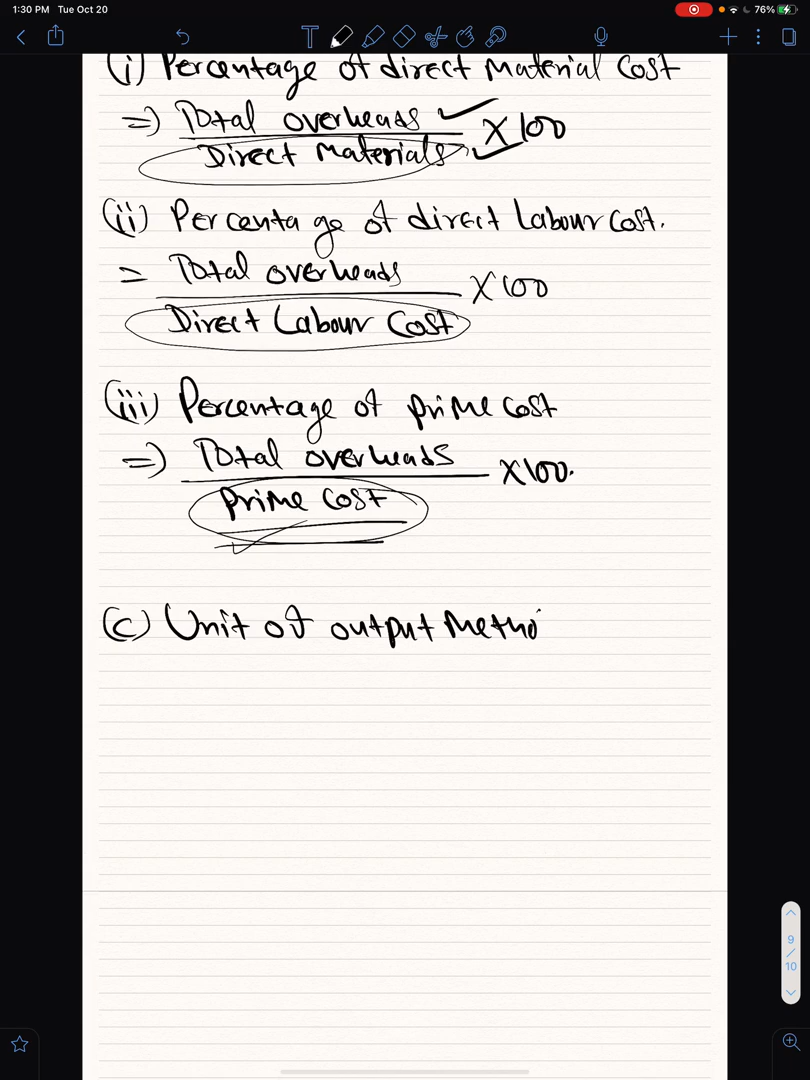 1:30 PM Tue Oct 20
76%
(i) Percentage of direct Material Cost
=) Total overheads
Direct Materials X 100
(ii) Percentage of direct Labour Cost.
= Total overheads
Direct Labour Cost X 100
(iii) Percentage of prime cost
=) Total overheads
prime cost X100.
(c) Unit of output Metho
9
/
10